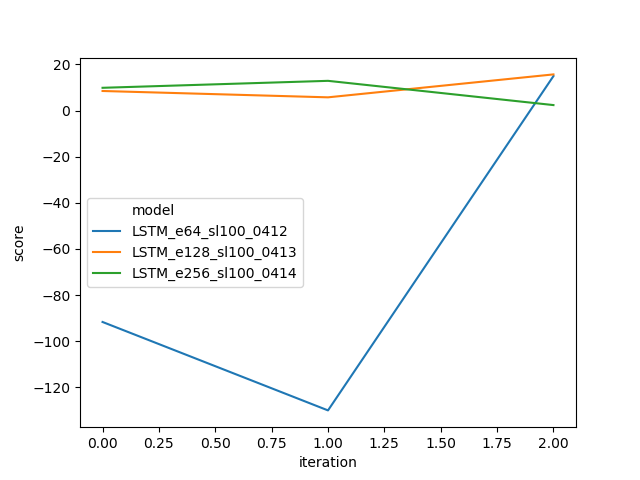 20
0
−20
−40
−60
−80
−100
−120
score
model
LSTM_e64_sl100_0412
LSTM_e128_sl100_0413
LSTM_e256_sl100_0414
0.00 0.25 0.50 0.75 1.00 1.25 1.50 1.75 2.00
iteration